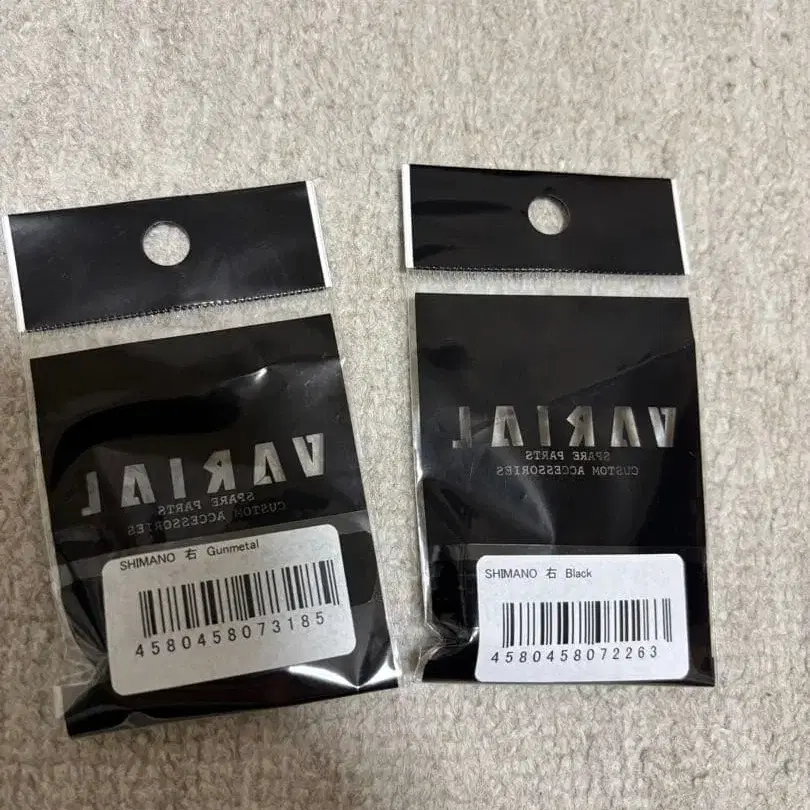 VARIAL
SPARE PARTS
CUSTOM ACCESSORIES
SHIMANO 右 Gunmetal
4580458073185
VARIAL
SPARE PARTS
CUSTOM ACCESSORIES
SHIMANO 右 Black
4580458072263